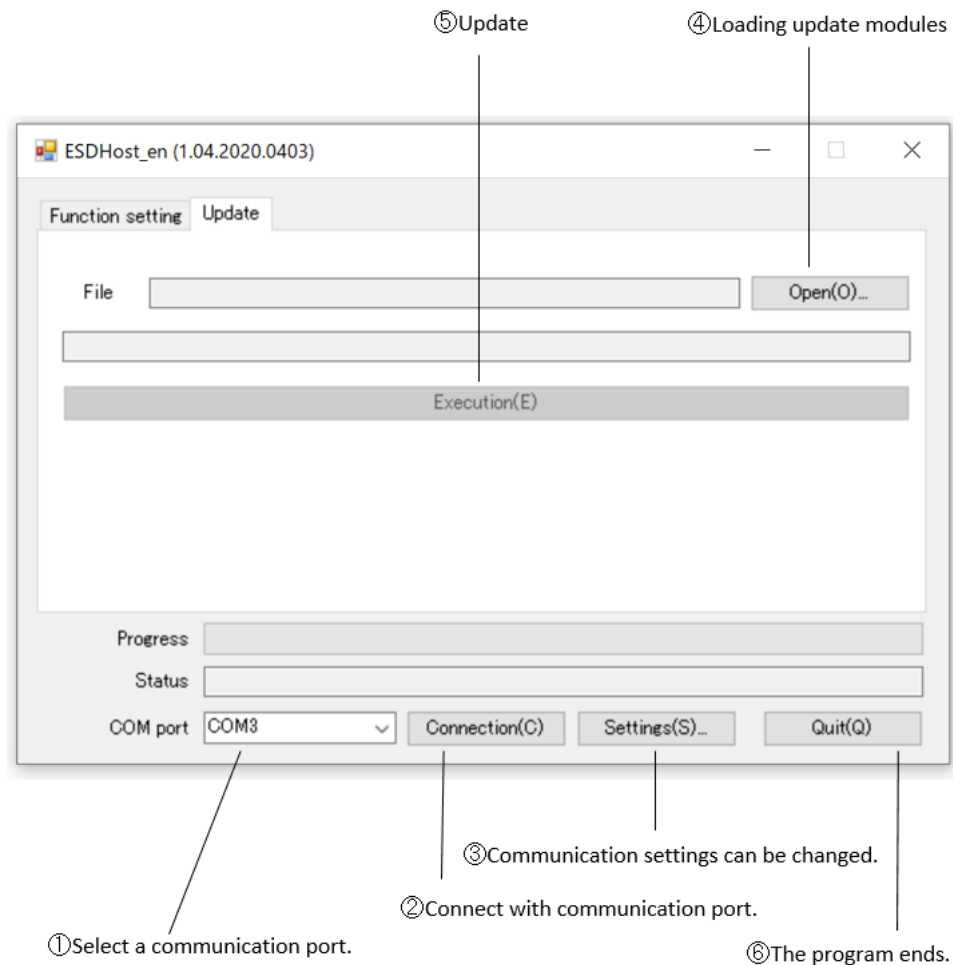 ⑤Update
④Loading update modules
ESDHost_en (1.04.2020.0403)
Function setting
Update
File
Open(O)...
Execution(E)
Progress
Status
COM port
COM3
Connection(C)
Settings(S)...
Quit(Q)
③Communication settings can be changed.
②Connect with communication port.
①Select a communication port.
⑥The program ends.